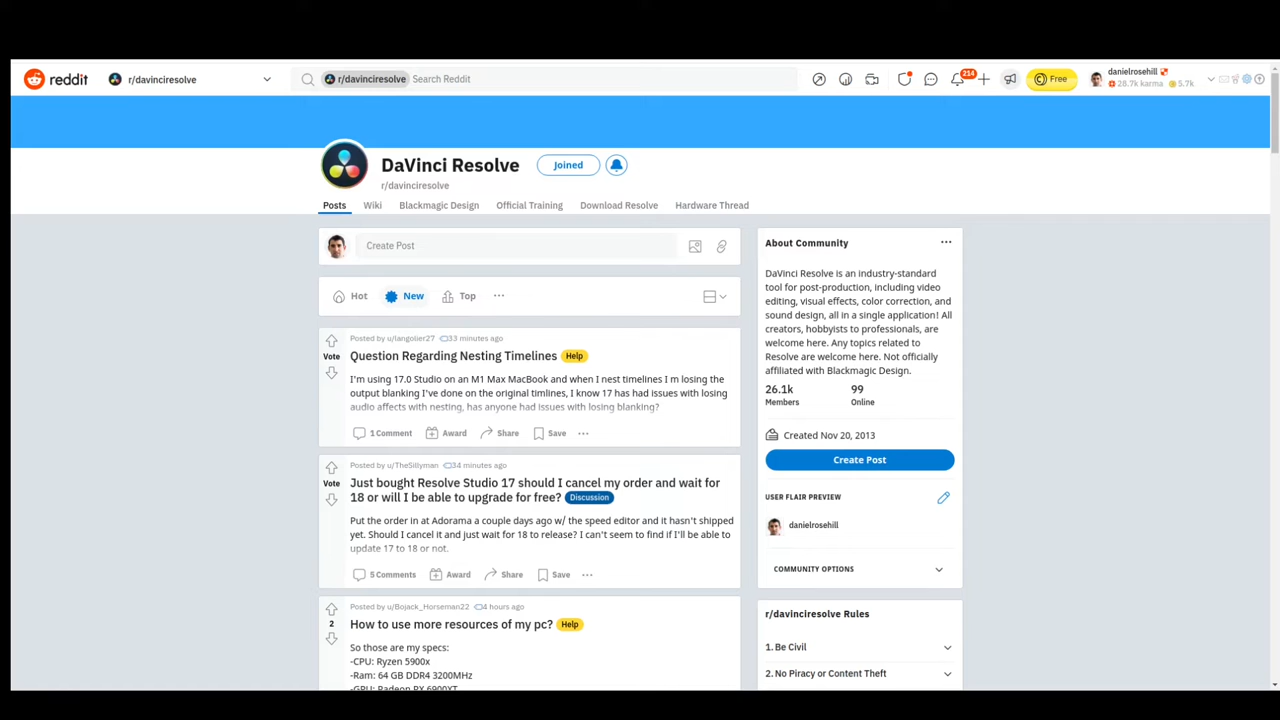 reddit
r/davinciresolve
r/davinciresolve Search Reddit
214
Free
danielrosehill
28.7k karma 5.7k
DaVinci Resolve
Joined
r/davinciresolve
Posts Wiki Blackmagic Design Official Training Download Resolve Hardware Thread
Create Post
Hot New Top ...
Posted by u/langolier27 33 minutes ago
Vote
Question Regarding Nesting Timelines Help
I'm using 17.0 Studio on an M1 Max MacBook and when I nest timelines I m losing the
output blanking I've done on the original timlines, I know 17 has had issues with losing
audio affects with nesting, has anyone had issues with losing blanking?
1 Comment Award Share Save ...
Posted by u/TheSillyman 34 minutes ago
Vote
Just bought Resolve Studio 17 should I cancel my order and wait for
18 or will I be able to upgrade for free? Discussion
Put the order in at Adorama a couple days ago w/ the speed editor and it hasn't shipped
yet. Should I cancel it and just wait for 18 to release? I can't seem to find if I'll be able to
update 17 to 18 or not.
5 Comments Award Share Save ...
Posted by u/Bojack_Horseman22 4 hours ago
2
How to use more resources of my pc? Help
So those are my specs:
-CPU: Ryzen 5900x
-Ram: 64 GB DDR4 3200MHz
-GPU: Radeon RX 6900XT
About Community
...
DaVinci Resolve is an industry-standard
tool for post-production, including video
editing, visual effects, color correction, and
sound design, all in a single application! All
creators, hobbyists to professionals, are
welcome here. Any topics related to
Resolve are welcome here. Not officially
affiliated with Blackmagic Design.
26.1k 99
Members Online
Created Nov 20, 2013
Create Post
USER FLAIR PREVIEW
danielrosehill
COMMUNITY OPTIONS
r/davinciresolve Rules
1. Be Civil
2. No Piracy or Content Theft